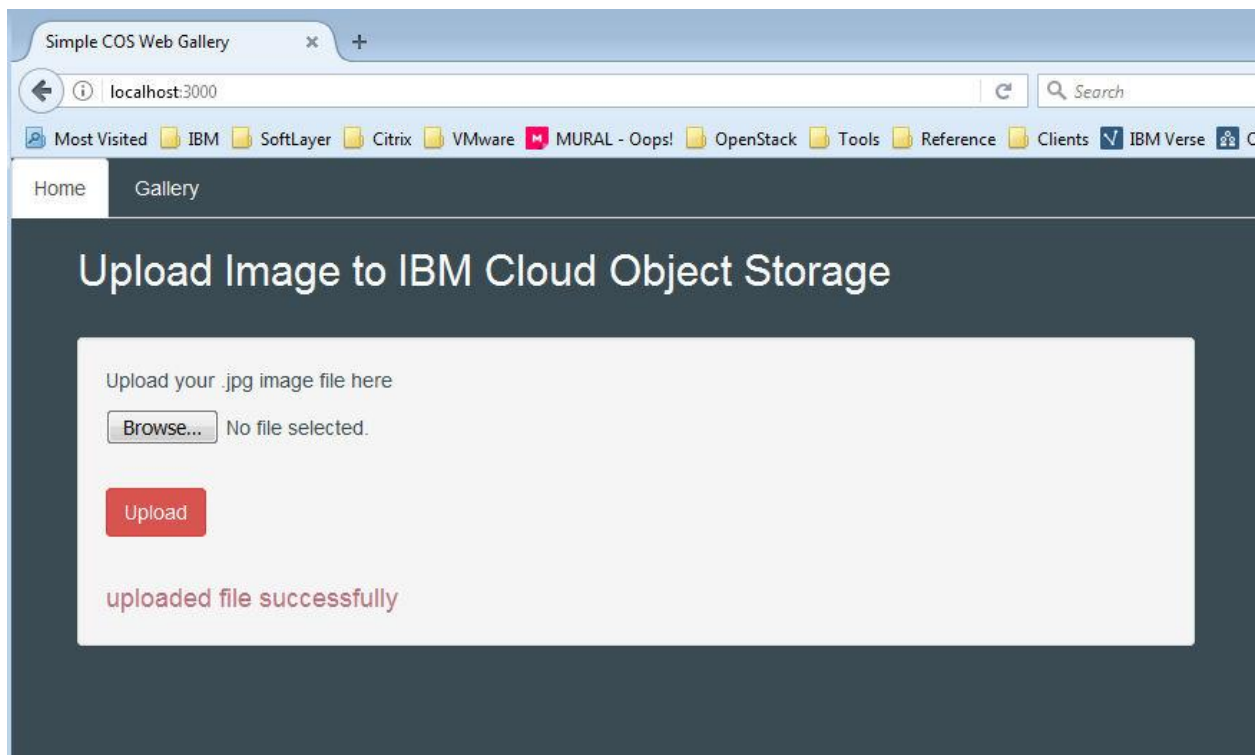 Simple COS Web Gallery
localhost:3000
Search
Most Visited IBM SoftLayer Citrix VMware MURAL - Oops! OpenStack Tools Reference Clients IBM Verse
Home Gallery
Upload Image to IBM Cloud Object Storage
Upload your .jpg image file here
Browse... No file selected.
Upload
uploaded file successfully